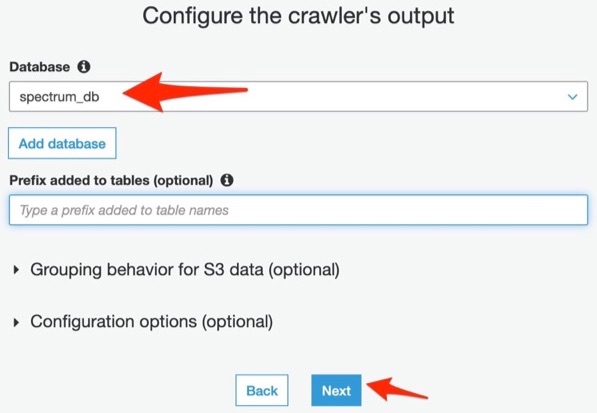 Configure the crawler's output
Database
spectrum_db
Add database
Prefix added to tables (optional)
Type a prefix added to table names
Grouping behavior for S3 data (optional)
Configuration options (optional)
Back Next